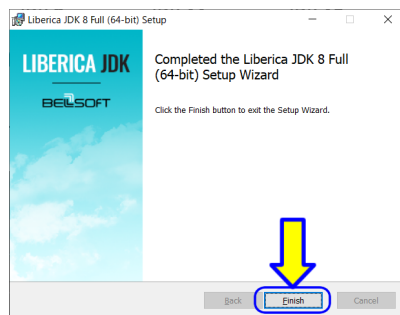 Liberica JDK 8 Full (64-bit) Setup
LIBERICA JDK
BELLSOFT
Completed the Liberica JDK 8 Full
(64-bit) Setup Wizard
Click the Finish button to exit the Setup Wizard.
Back
Finish
Cancel